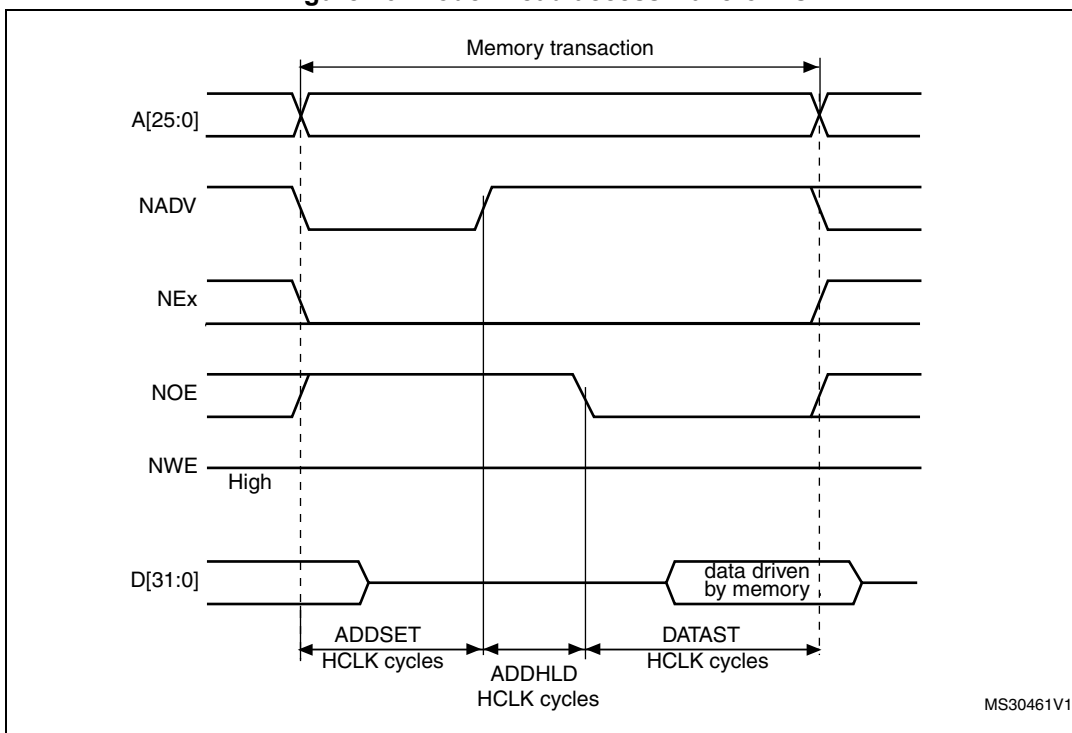 Memory transaction
A[25:0]
NADV
NEx
NOE
NWE
High
D[31:0]
data driven
by memory
ADDSET
HCLK cycles
ADDHLD
HCLK cycles
DATAST
HCLK cycles
MS30461V1